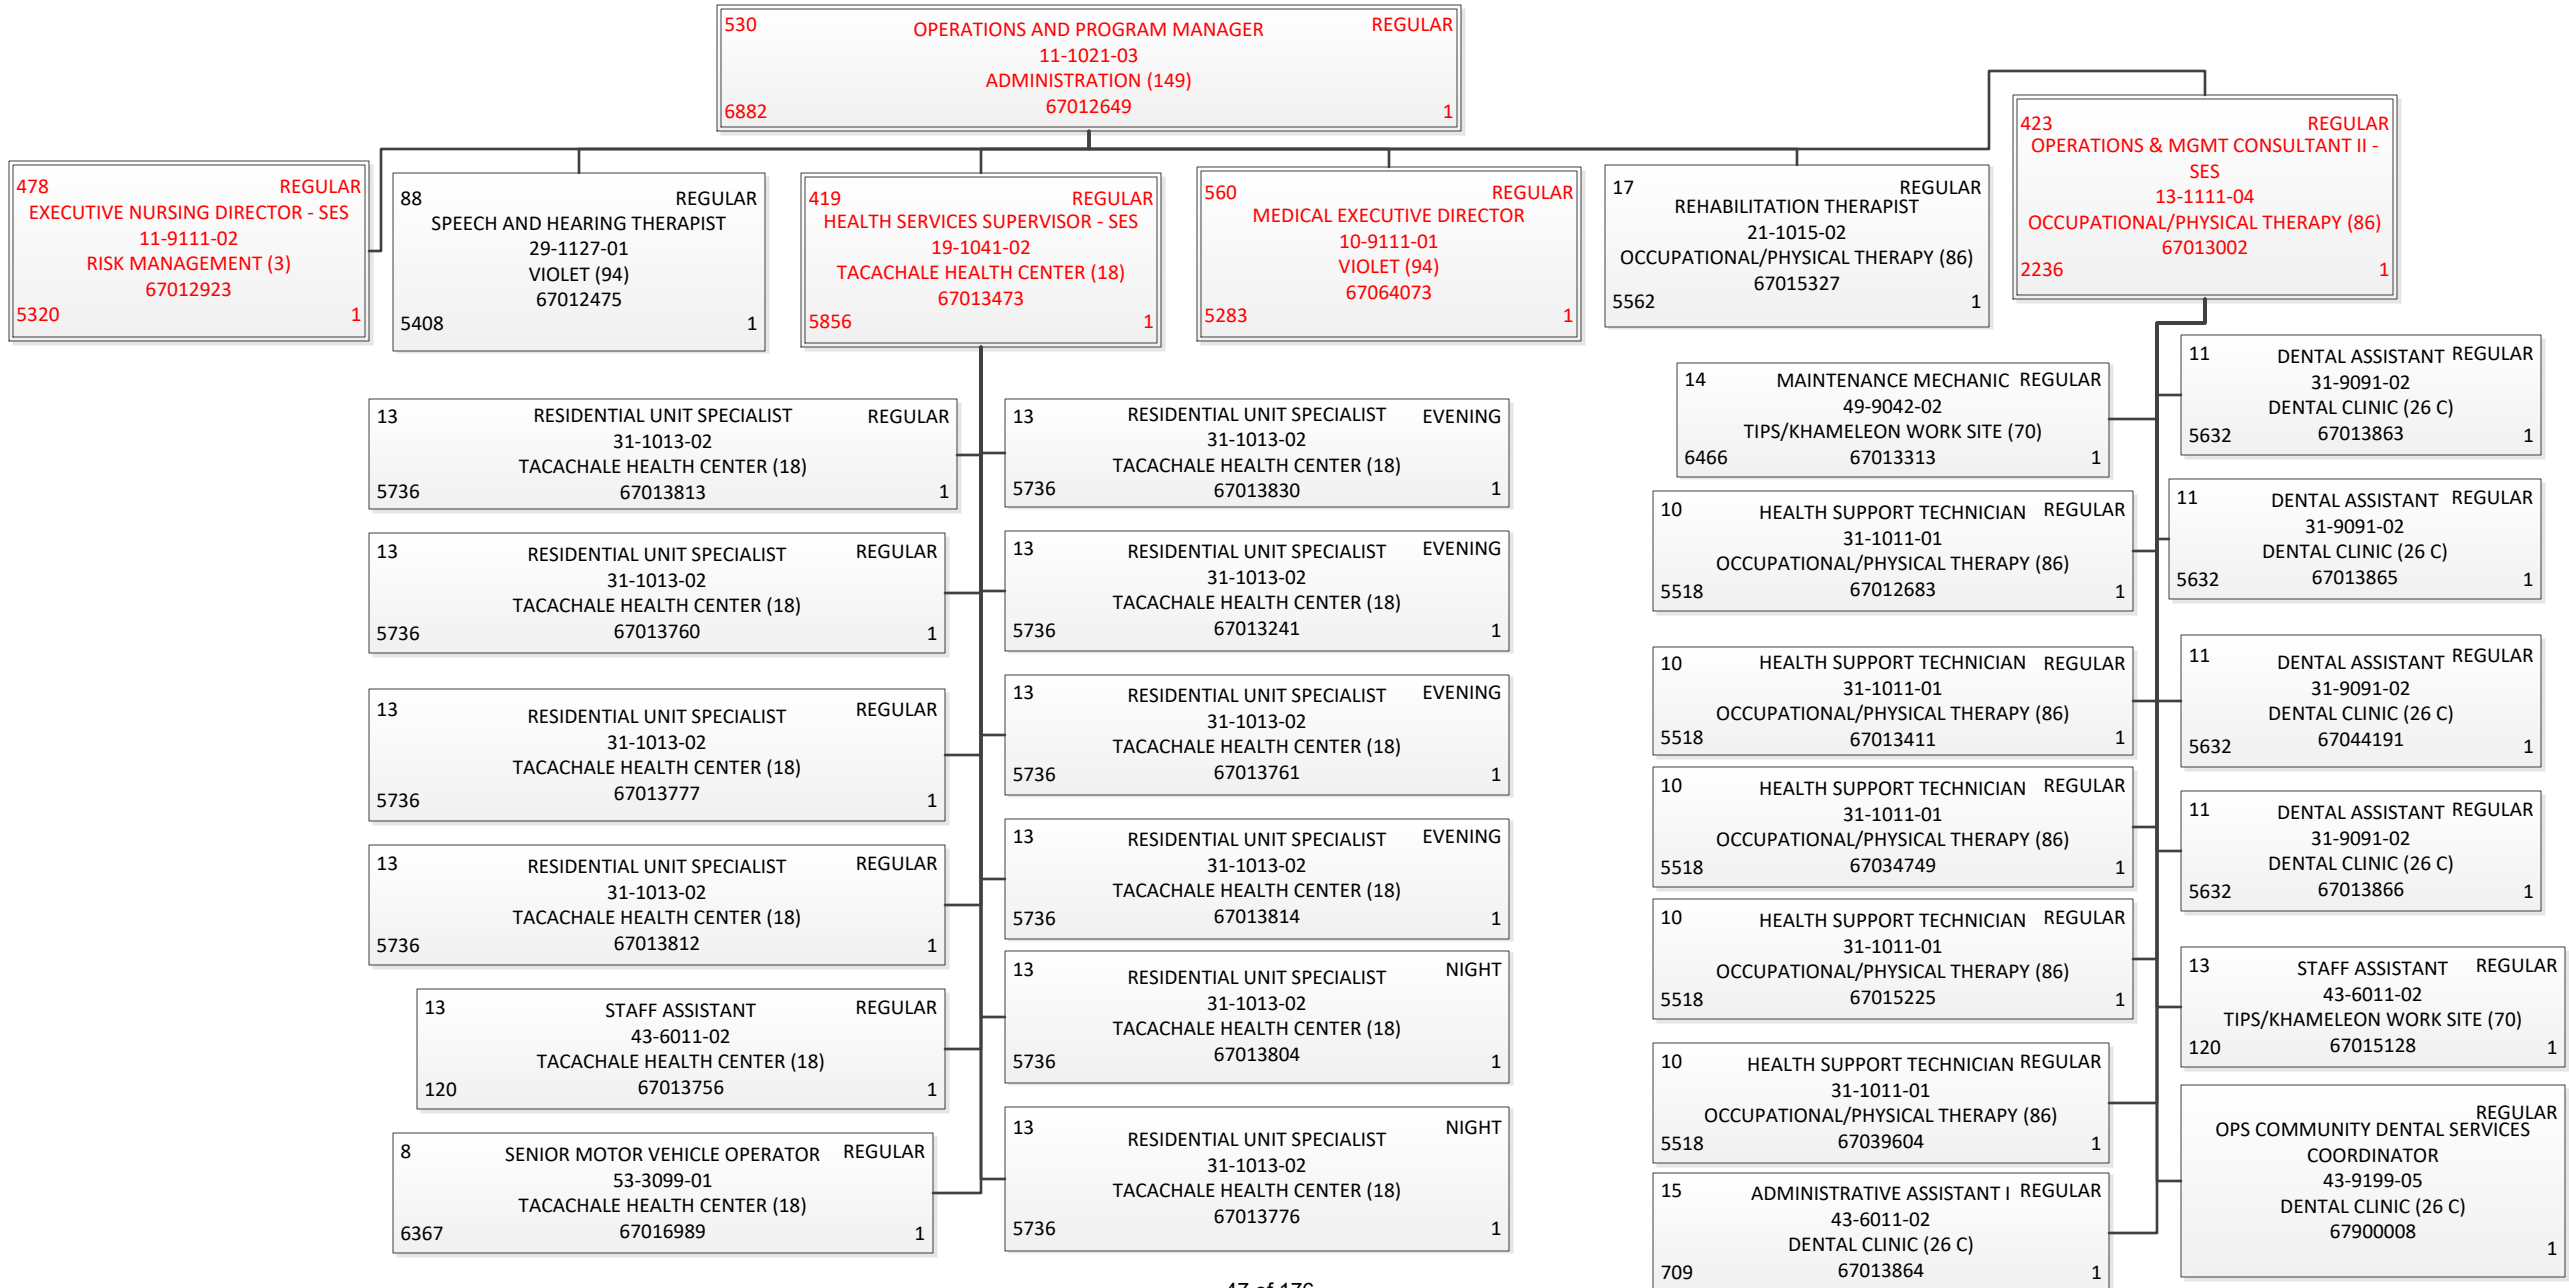 530 REGULAR
OPERATIONS AND PROGRAM MANAGER
11-1021-03
ADMINISTRATION (149)
67012649
6882 1
478 REGULAR
EXECUTIVE NURSING DIRECTOR - SES
11-9111-02
RISK MANAGEMENT (3)
67012923
5320 1
88 REGULAR
SPEECH AND HEARING THERAPIST
29-1127-01
VIOLET (94)
67012475
5408 1
419 REGULAR
HEALTH SERVICES SUPERVISOR - SES
19-1041-02
TACACHALE HEALTH CENTER (18)
67013473
5856 1
560 REGULAR
MEDICAL EXECUTIVE DIRECTOR
10-9111-01
VIOLET (94)
67064073
5283 1
17 REGULAR
REHABILITATION THERAPIST
21-1015-02
OCCUPATIONAL/PHYSICAL THERAPY (86)
67015327
5562 1
423 REGULAR
OPERATIONS & MGMT CONSULTANT II -
SES
13-1111-04
OCCUPATIONAL/PHYSICAL THERAPY (86)
67013002
2236 1
13 RESIDENTIAL UNIT SPECIALIST REGULAR
31-1013-02
TACACHALE HEALTH CENTER (18)
67013813
5736 1
13 RESIDENTIAL UNIT SPECIALIST REGULAR
31-1013-02
TACACHALE HEALTH CENTER (18)
67013760
5736 1
13 RESIDENTIAL UNIT SPECIALIST REGULAR
31-1013-02
TACACHALE HEALTH CENTER (18)
67013777
5736 1
13 RESIDENTIAL UNIT SPECIALIST REGULAR
31-1013-02
TACACHALE HEALTH CENTER (18)
67013812
5736 1
13 STAFF ASSISTANT REGULAR
43-6011-02
TACACHALE HEALTH CENTER (18)
67013756
120 1
8 SENIOR MOTOR VEHICLE OPERATOR REGULAR
53-3099-01
TACACHALE HEALTH CENTER (18)
67016989
6367 1
13 RESIDENTIAL UNIT SPECIALIST EVENING
31-1013-02
TACACHALE HEALTH CENTER (18)
67013830
5736 1
13 RESIDENTIAL UNIT SPECIALIST EVENING
31-1013-02
TACACHALE HEALTH CENTER (18)
67013241
5736 1
13 RESIDENTIAL UNIT SPECIALIST EVENING
31-1013-02
TACACHALE HEALTH CENTER (18)
67013761
5736 1
13 RESIDENTIAL UNIT SPECIALIST EVENING
31-1013-02
TACACHALE HEALTH CENTER (18)
67013814
5736 1
13 RESIDENTIAL UNIT SPECIALIST NIGHT
31-1013-02
TACACHALE HEALTH CENTER (18)
67013804
5736 1
13 RESIDENTIAL UNIT SPECIALIST NIGHT
31-1013-02
TACACHALE HEALTH CENTER (18)
67013776
5736 1
14 MAINTENANCE MECHANIC REGULAR
49-9042-02
TIPS/KHAMELEON WORK SITE (70)
67013313
6466 1
10 HEALTH SUPPORT TECHNICIAN REGULAR
31-1011-01
OCCUPATIONAL/PHYSICAL THERAPY (86)
67012683
5518 1
10 HEALTH SUPPORT TECHNICIAN REGULAR
31-1011-01
OCCUPATIONAL/PHYSICAL THERAPY (86)
67013411
5518 1
10 HEALTH SUPPORT TECHNICIAN REGULAR
31-1011-01
OCCUPATIONAL/PHYSICAL THERAPY (86)
67034749
5518 1
10 HEALTH SUPPORT TECHNICIAN REGULAR
31-1011-01
OCCUPATIONAL/PHYSICAL THERAPY (86)
67015225
5518 1
10 HEALTH SUPPORT TECHNICIAN REGULAR
31-1011-01
OCCUPATIONAL/PHYSICAL THERAPY (86)
67039604
5518 1
15 ADMINISTRATIVE ASSISTANT I REGULAR
43-6011-02
DENTAL CLINIC (26 C)
67013864
709 1
11 DENTAL ASSISTANT REGULAR
31-9091-02
DENTAL CLINIC (26 C)
67013863
5632 1
11 DENTAL ASSISTANT REGULAR
31-9091-02
DENTAL CLINIC (26 C)
67013865
5632 1
11 DENTAL ASSISTANT REGULAR
31-9091-02
DENTAL CLINIC (26 C)
67044191
5632 1
11 DENTAL ASSISTANT REGULAR
31-9091-02
DENTAL CLINIC (26 C)
67013866
5632 1
13 STAFF ASSISTANT REGULAR
43-6011-02
TIPS/KHAMELEON WORK SITE (70)
67015128
120 1
REGULAR
OPS COMMUNITY DENTAL SERVICES
COORDINATOR
43-9199-05
DENTAL CLINIC (26 C)
67900008
1
47 of 176